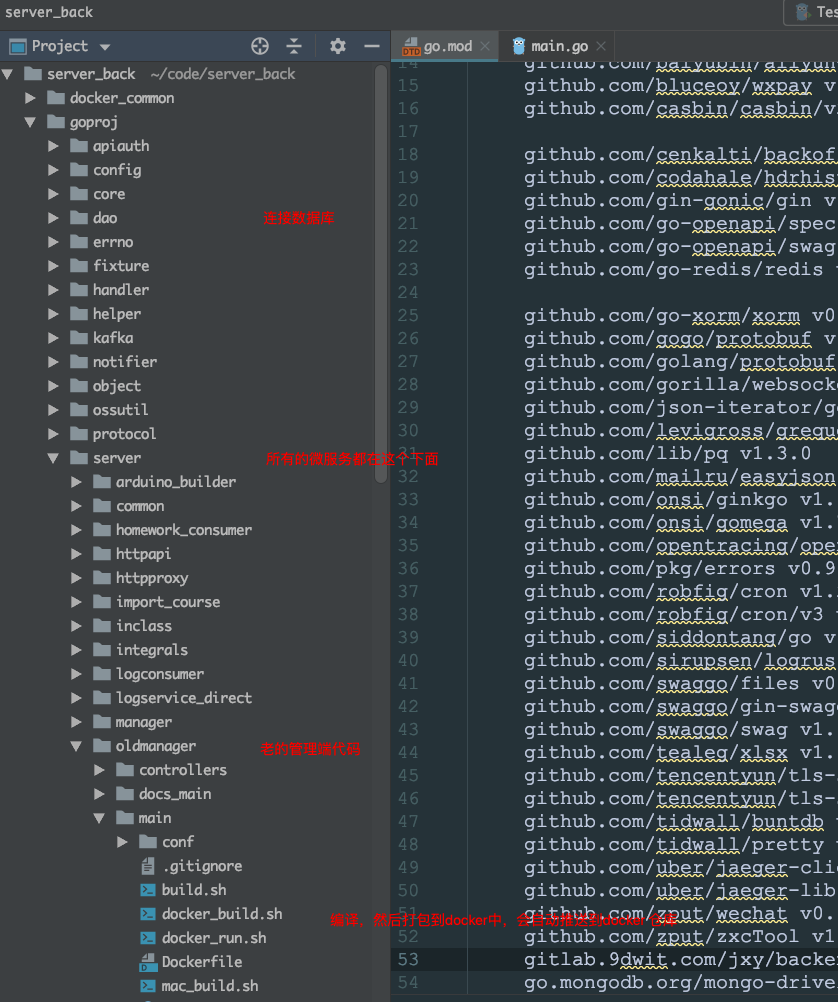 server_back
Tes
Project
server_back ~/code/server_back
docker_common
goproj
apiauth
config
core
dao
连接数据库
errno
fixture
handler
helper
kafka
notifier
object
ossutil
protocol
server
所有的微服务都在这个下面
arduino_builder
common
homework_consumer
httpapi
httpproxy
import_course
inclass
integrals
logconsumer
logservice_direct
manager
oldmanager
老的管理端代码
controllers
docs_main
main
conf
.gitignore
build.sh
docker_build.sh
编译，然后打包到docker中，会自动推送到docker仓库
docker_run.sh
Dockerfile
mac_build.sh
go.mod
main.go
14 github.com/baiyubin/aliyun
15 github.com/bluceoy/wxpay v
16 github.com/casbin/casbin/v
17
18 github.com/cenkalti/backof
19 github.com/codahale/hdrhis
20 github.com/gin-gonic/gin v
21 github.com/go-openapi/spec
22 github.com/go-openapi/swag
23 github.com/go-redis/redis v
24
25 github.com/go-xorm/xorm v0
26 github.com/gogo/protobuf v
27 github.com/golang/protobuf
28 github.com/gorilla/websock
29 github.com/json-iterator/g
30 github.com/levigross/grequ
31 github.com/lib/pq v1.3.0
32 github.com/mailru/easyjson
33 github.com/onsi/ginkgo v1.
34 github.com/onsi/gomega v1.
35 github.com/opentracing/ope
36 github.com/pkg/errors v0.9
37 github.com/robfig/cron v1.
38 github.com/robfig/cron/v3
39 github.com/siddontang/go v
40 github.com/sirupsen/logrus
41 github.com/swaggo/files v0
42 github.com/swaggo/gin-swag
43 github.com/swaggo/swag v1.
44 github.com/tealeg/xlsx v1.
45 github.com/tencentyun/tls-
46 github.com/tencentyun/tls-
47 github.com/tidwall/buntdb
48 github.com/tidwall/pretty
49 github.com/uber/jaeger-cli
50 github.com/uber/jaeger-lib
51 github.com/zput/wechat v0.
52 github.com/zput/zxcTool v1
53 gitlab.9dwit.com/jxy/backe
54 go.mongodb.org/mongo-drive